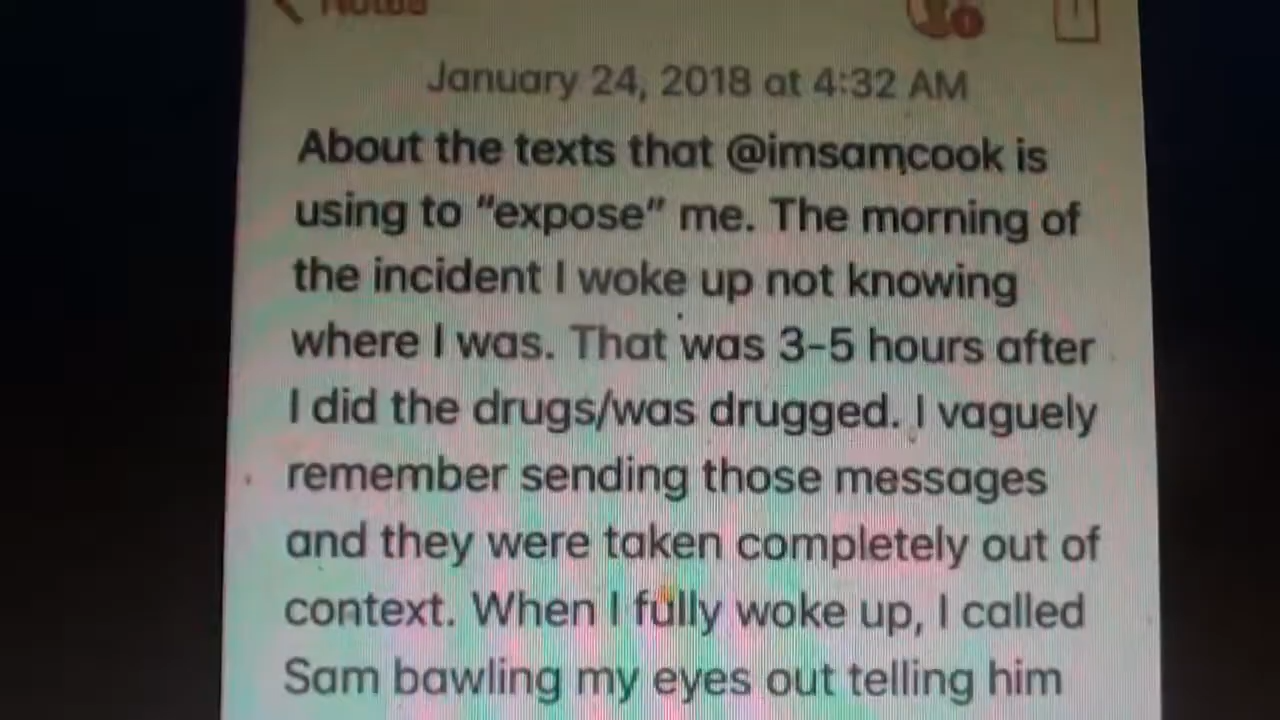 Notes
January 24, 2018 at 4:32 AM
About the texts that @imsamcook is
using to “expose” me. The morning of
the incident I woke up not knowing
where I was. That was 3-5 hours after
I did the drugs/was drugged. I vaguely
remember sending those messages
and they were taken completely out of
context. When I fully woke up, I called
Sam bawling my eyes out telling him